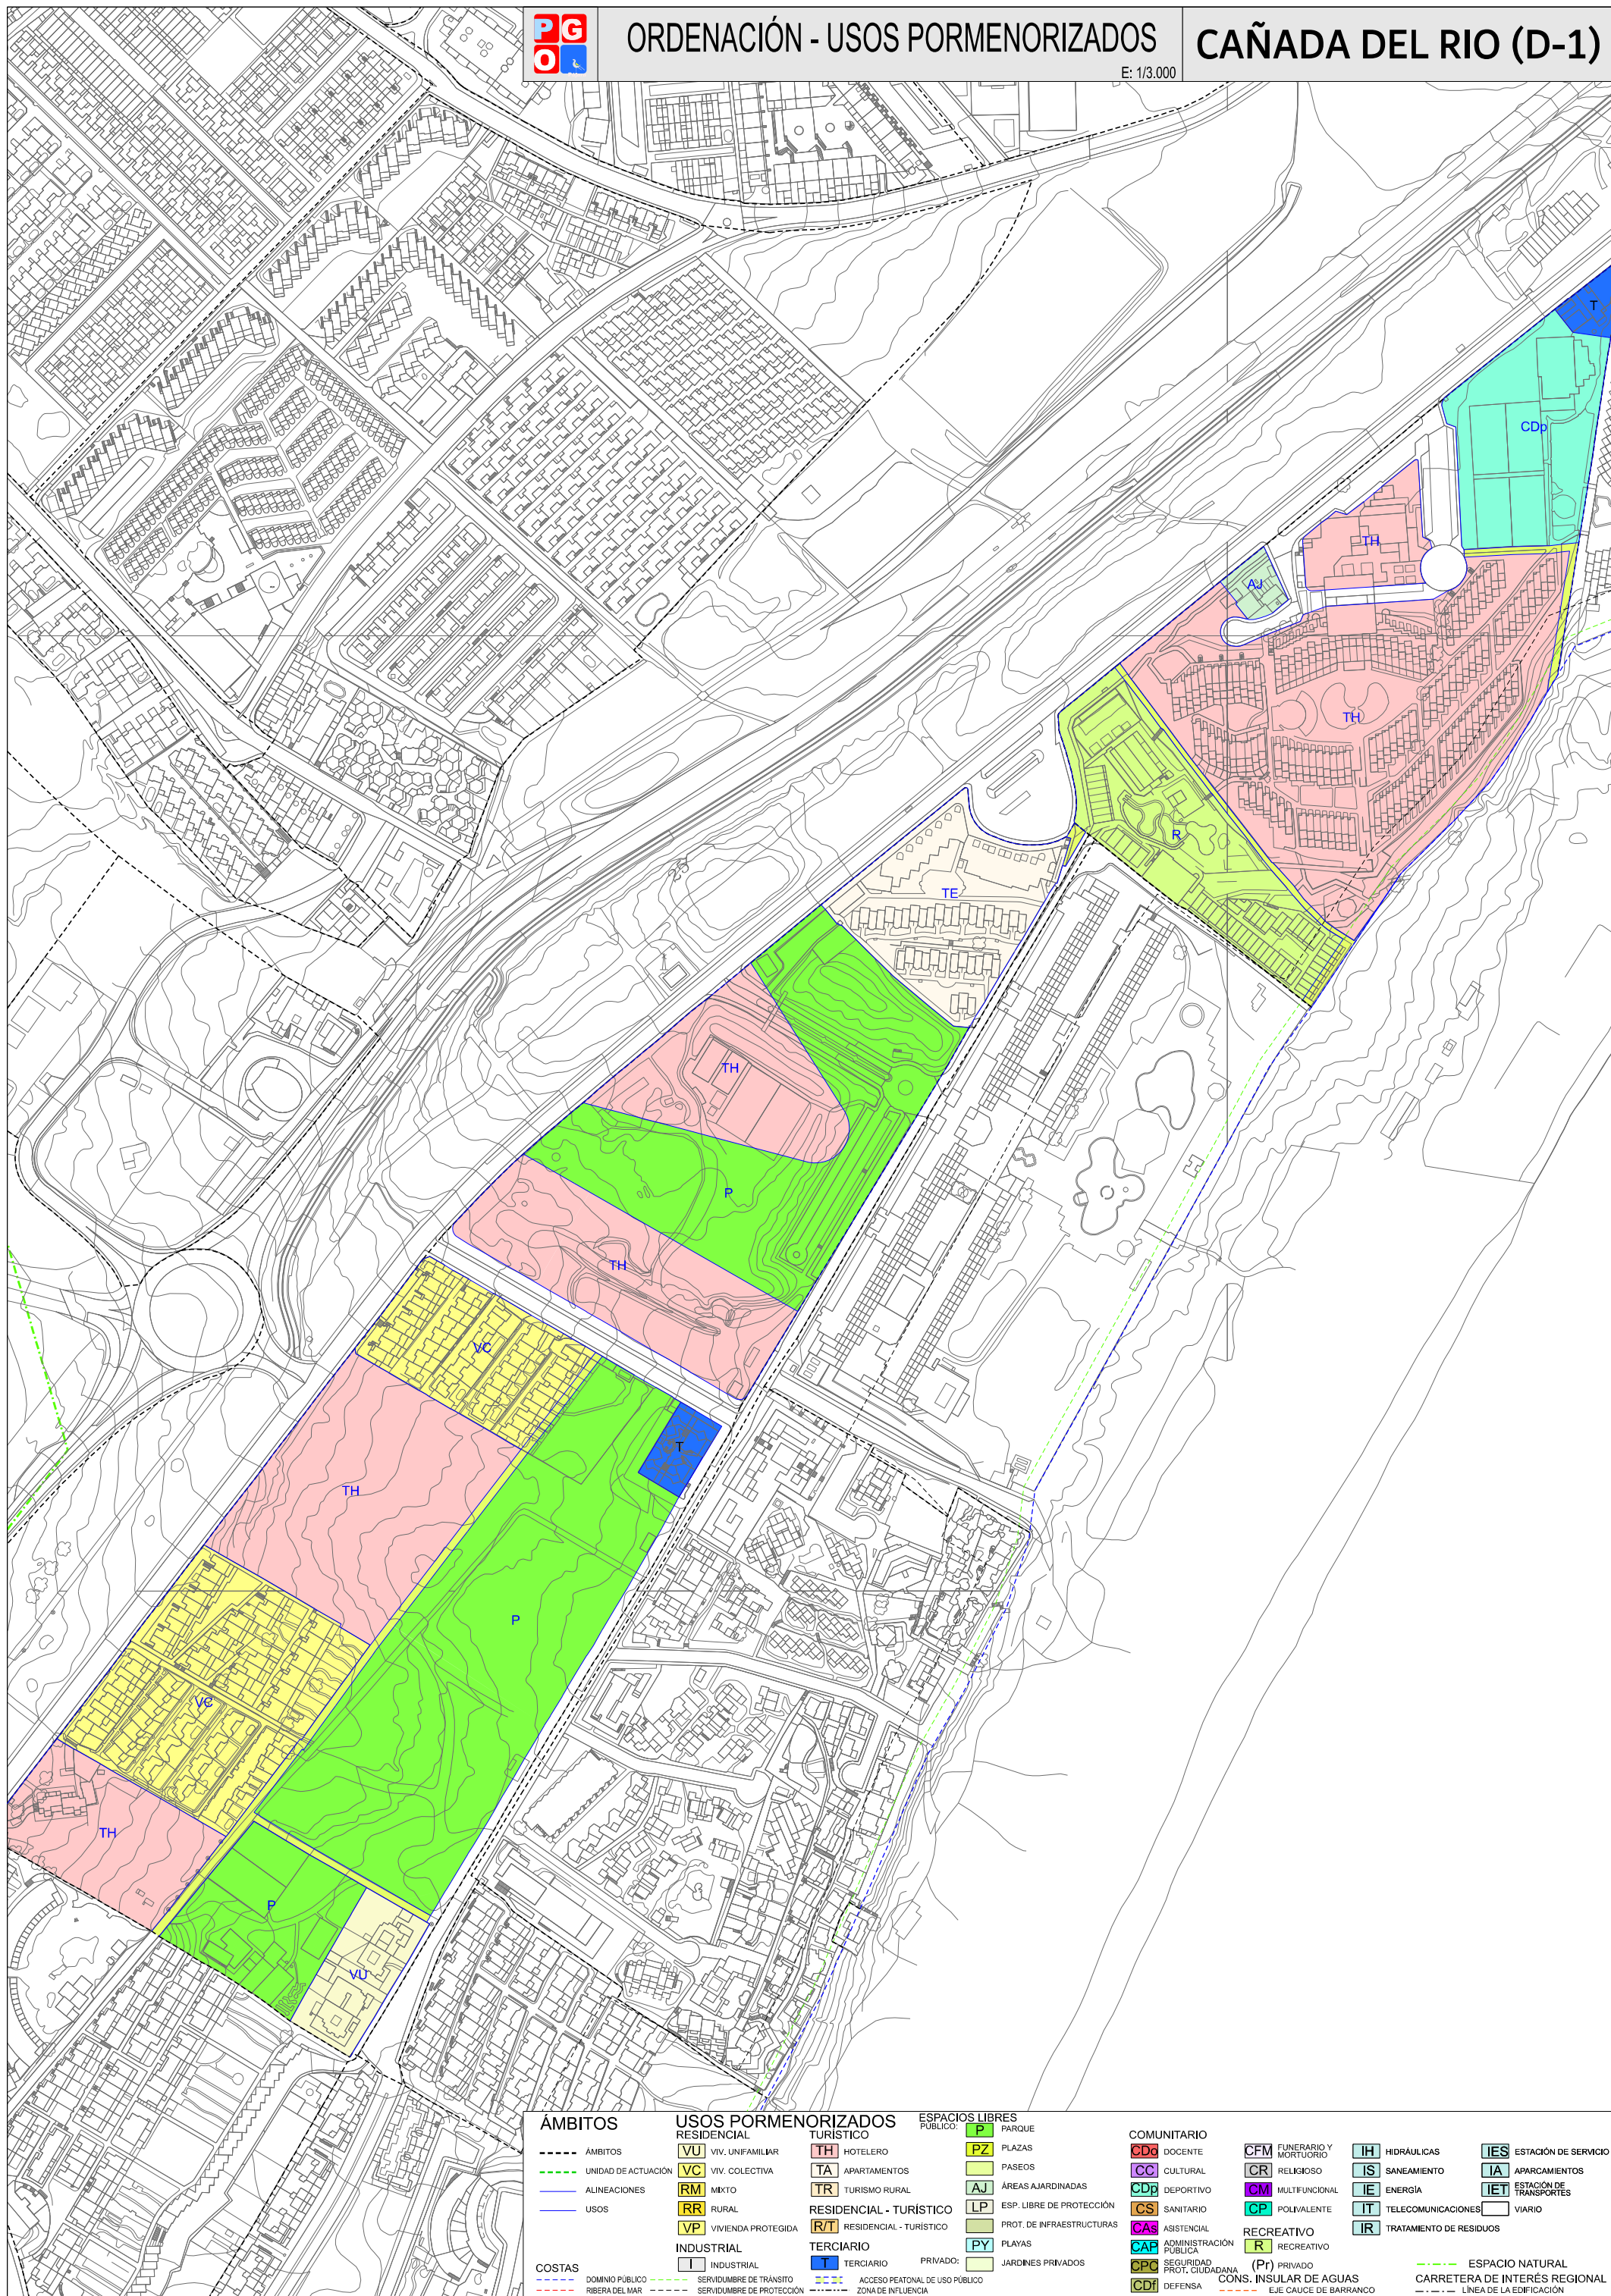 PG
O
ORDENACIÓN - USOS PORMENORIZADOS
E: 1/3.000
CAÑADA DEL RIO (D-1)
T
CDp
TH
AJ
TH
R
TE
TH
P
TH
VC
T
TH
P
VC
TH
P
VU
ÁMBITOS
ÁMBITOS
UNIDAD DE ACTUACIÓN
ALINEACIONES
USOS
COSTAS
DOMINIO PÚBLICO
RIBERA DEL MAR
SERVIDUMBRE DE TRÁNSITO
SERVIDUMBRE DE PROTECCIÓN
ACCESO PEATONAL DE USO PÚBLICO
ZONA DE INFLUENCIA
USOS PORMENORIZADOS
RESIDENCIAL
VU VIV. UNIFAMILIAR
VC VIV. COLECTIVA
RM MIXTO
RR RURAL
VP VIVIENDA PROTEGIDA
INDUSTRIAL
I INDUSTRIAL
TURÍSTICO
TH HOTELERO
TA APARTAMENTOS
TR TURISMO RURAL
RESIDENCIAL - TURÍSTICO
R/T RESIDENCIAL - TURÍSTICO
TERCIARIO
T TERCIARIO
ESPACIOS LIBRES
PÚBLICO:
P PARQUE
PZ PLAZAS
PASEOS
AJ ÁREAS AJARDINADAS
LP ESP. LIBRE DE PROTECCIÓN
PROT. DE INFRAESTRUCTURAS
PY PLAYAS
PRIVADO:
JARDINES PRIVADOS
COMUNITARIO
CDo DOCENTE
CC CULTURAL
CDp DEPORTIVO
CS SANITARIO
CAs ASISTENCIAL
CAP ADMINISTRACIÓN PÚBLICA
CPC SEGURIDAD PROT. CIUDADANA
CDf DEFENSA
CFM FUNERARIO Y MORTUORIO
CR RELIGIOSO
CM MULTIFUNCIONAL
CP POLIVALENTE
RECREATIVO
R RECREATIVO
(Pr) PRIVADO
CONS. INSULAR DE AGUAS
EJE CAUCE DE BARRANCO
IH HIDRÁULICAS
IS SANEAMIENTO
IE ENERGÍA
IT TELECOMUNICACIONES
IR TRATAMIENTO DE RESIDUOS
IES ESTACIÓN DE SERVICIO
IA APARCAMIENTOS
IET ESTACIÓN DE TRANSPORTES
VIARIO
ESPACIO NATURAL
CARRETERA DE INTERÉS REGIONAL
LÍNEA DE LA EDIFICACIÓN